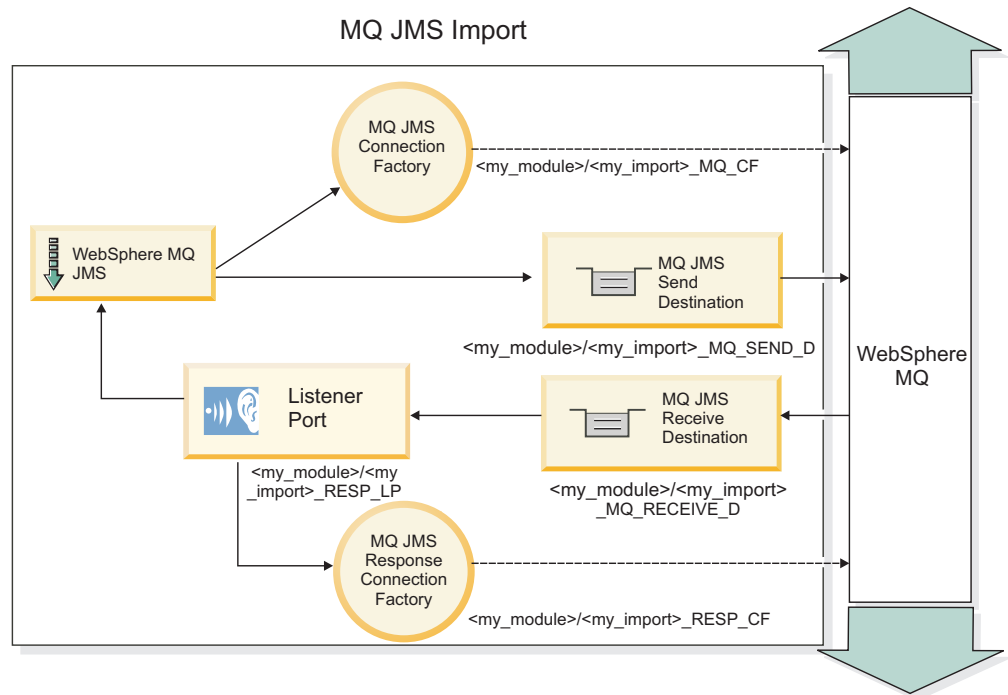 MQ JMS Import
MQ JMS
Connection
Factory
<my_module>/<my_import>_MQ_CF
WebSphere MQ
JMS
MQ JMS
Send
Destination
<my_module>/<my_import>_MQ_SEND_D
WebSphere
MQ
Listener
Port
MQ JMS
Receive
Destination
<my_module>/<my
_import>_RESP_LP
<my_module>/<my_import>
_MQ_RECEIVE_D
MQ JMS
Response
Connection
Factory
<my_module>/<my_import>_RESP_CF